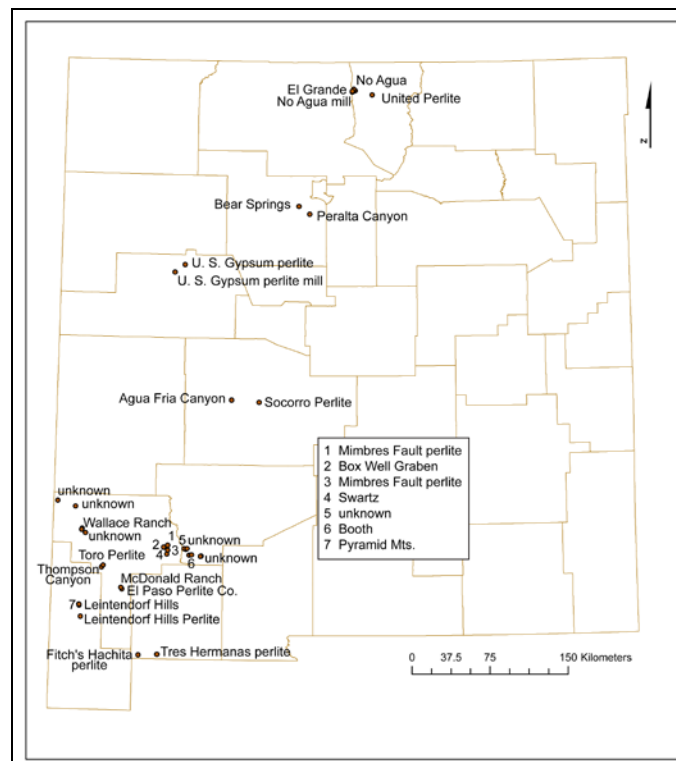 No Agua
El Grande
No Agua mill
United Perlite
N
Bear Springs
Peralta Canyon
U. S. Gypsum perlite
U. S. Gypsum perlite mill
Agua Fria Canyon
Socorro Perlite
1 Mimbres Fault perlite
2 Box Well Graben
3 Mimbres Fault perlite
4 Swartz
5 unknown
6 Booth
7 Pyramid Mts.
unknown
unknown
Wallace Ranch
unknown
1
2
3
4
5 unknown
6
unknown
Toro Perlite
Thompson
Canyon
McDonald Ranch
El Paso Perlite Co.
7 Leintendorf Hills
Leintendorf Hills Perlite
Fitch's Hachita
perlite
Tres Hermanas perlite
0 37.5 75 150 Kilometers